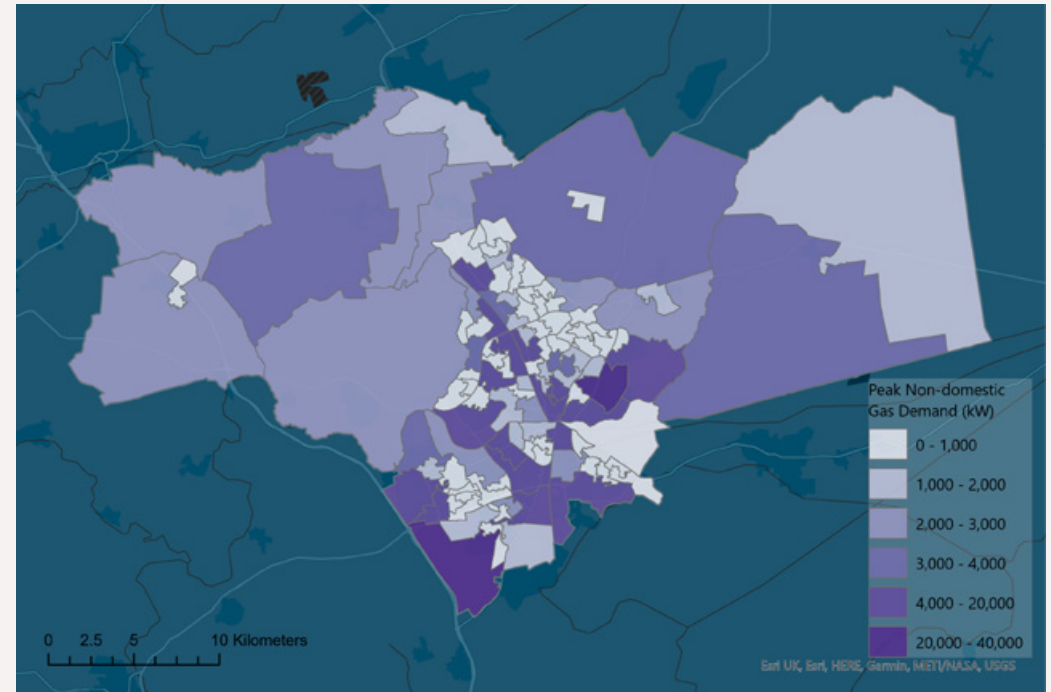 Peak Non-domestic
Gas Demand (kW)
0 - 1,000
1,000 - 2,000
2,000 - 3,000
3,000 - 4,000
4,000 - 20,000
20,000 - 40,000
0 2.5 5 10 Kilometers
Esri UK, Esri, HERE, Garmin, METI/NASA, USGS